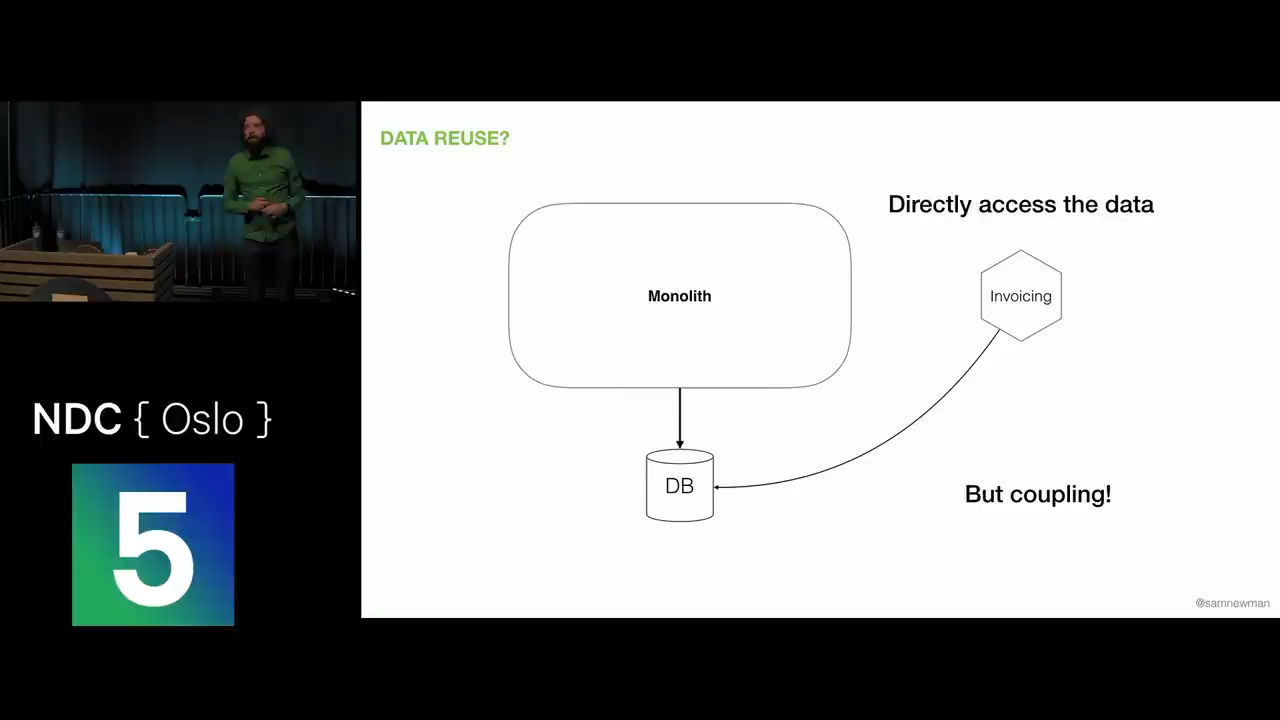 DATA REUSE?
Directly access the data
Monolith
Invoicing
DB
But coupling!
@samnewman
NDC { Oslo }
5